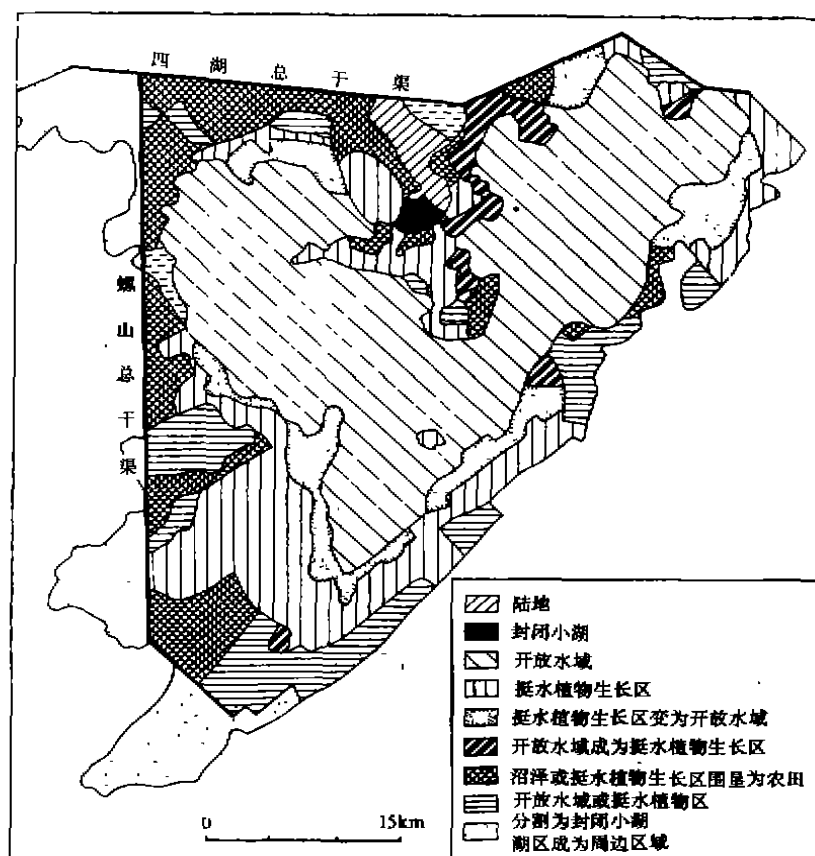 四湖总干渠
螺山总干渠
陆地
封闭小湖
开放水域
挺水植物生长区
挺水植物生长区变为开放水域
开放水域成为挺水植物生长区
沼泽或挺水植物生长区围垦为农田
开放水域或挺水植物区
分割为封闭小湖
湖区成为周边区域
0 15km